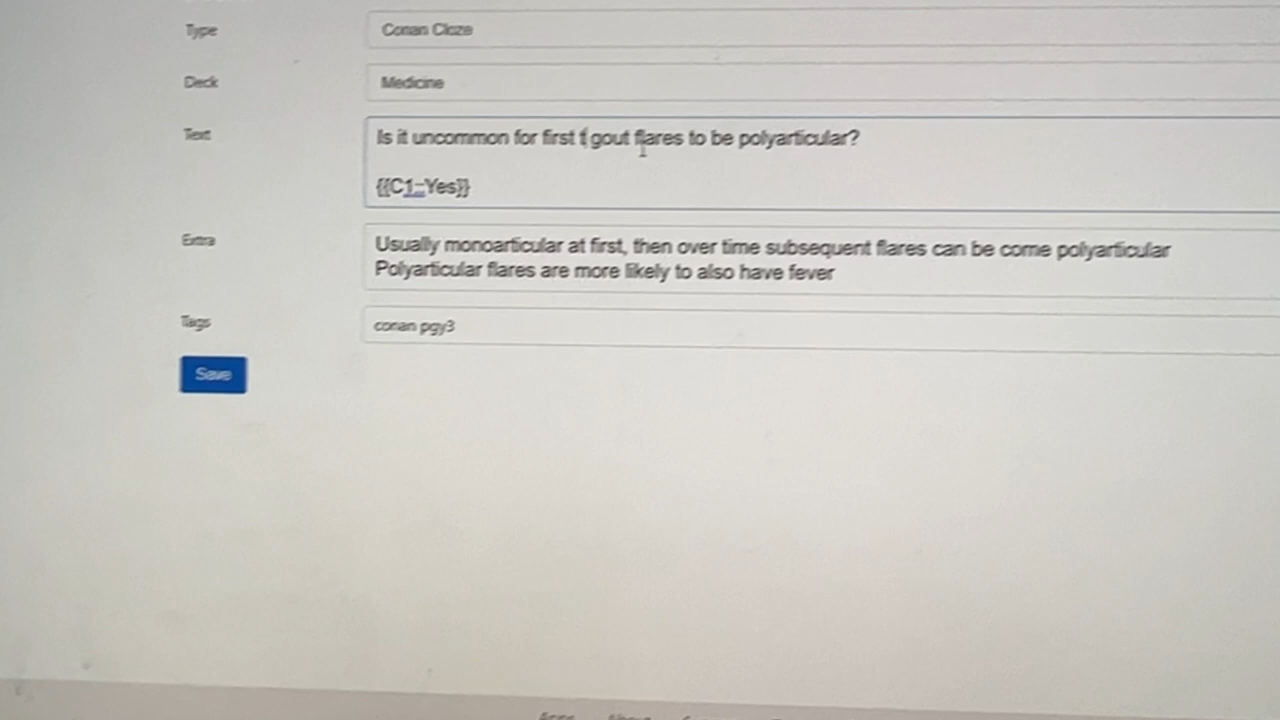 Type
Conan Cloze
Deck
Medicine
Text
Is it uncommon for first t gout flares to be polyarticular?
{{C1::Yes}}
Extra
Usually monoarticular at first, then over time subsequent flares can be come polyarticular
Polyarticular flares are more likely to also have fever
Tags
conan pgy3
Save